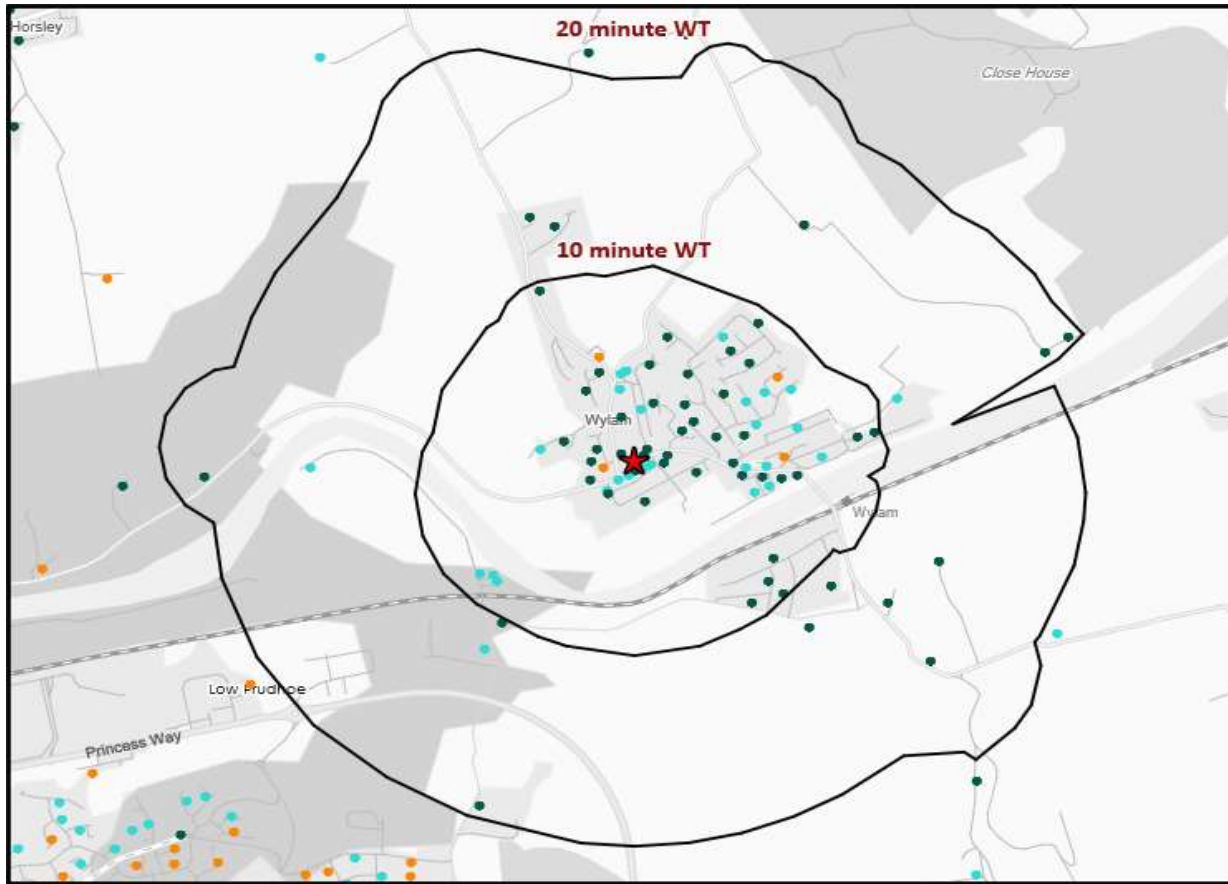 Horsley
20 minute WT
Close House
10 minute WT
Wylam
Wylam
Low Prudhoe
Princess Way